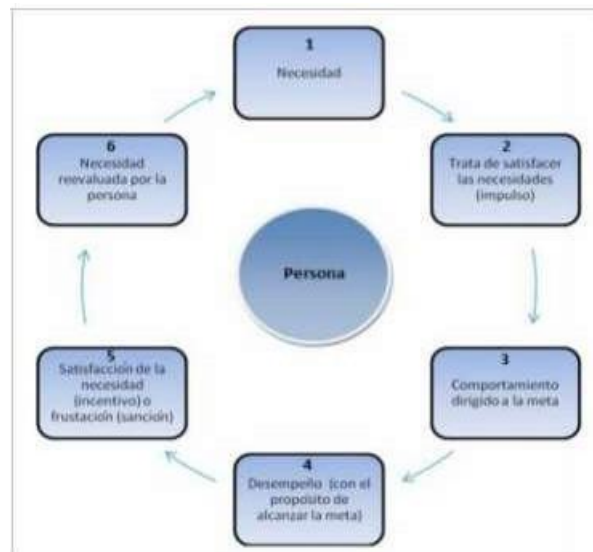 1
Necesidad
2
Trata de satisfacer
las necesidades
(impulso)
3
Comportamiento
dirigido a la meta
4
Desempeño (con el
propósito de
alcanzar la meta)
5
Satisfacción de la
necesidad
(incentivo) o
frustación (sanción)
6
Necesidad
reevaluada por la
persona
Persona